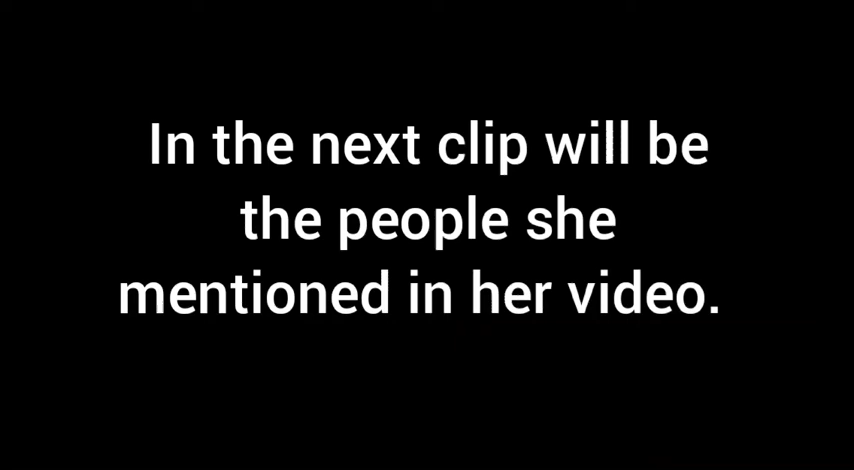 In the next clip will be
the people she
mentioned in her video.